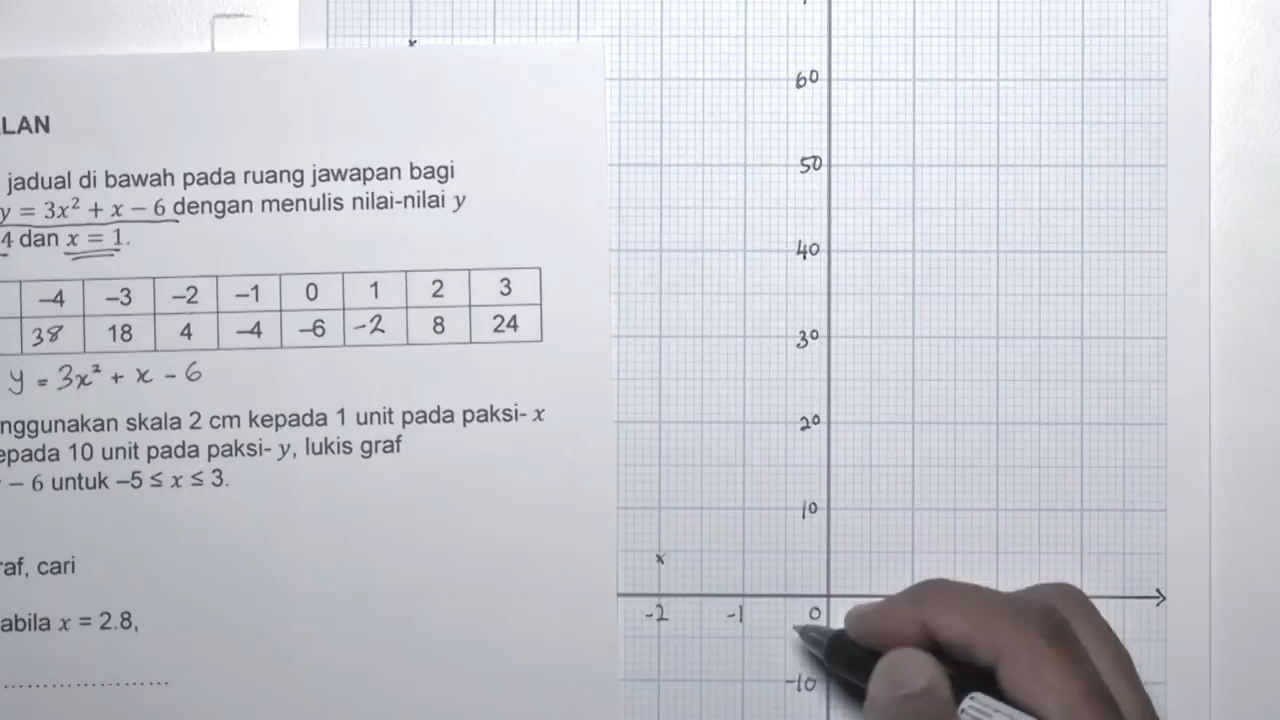 LAN
jadual di bawah pada ruang jawapan bagi
y = 3x² + x − 6 dengan menulis nilai-nilai y
4 dan x = 1.
−4 −3 −2 −1 0 1 2 3
38 18 4 −4 −6 -2 8 24
y = 3x² + x - 6
nggunakan skala 2 cm kepada 1 unit pada paksi- x
epada 10 unit pada paksi- y, lukis graf
− 6 untuk −5 ≤ x ≤ 3.
af, cari
abila x = 2.8,
60
50
40
30
20
10
-2 -1 0
-10